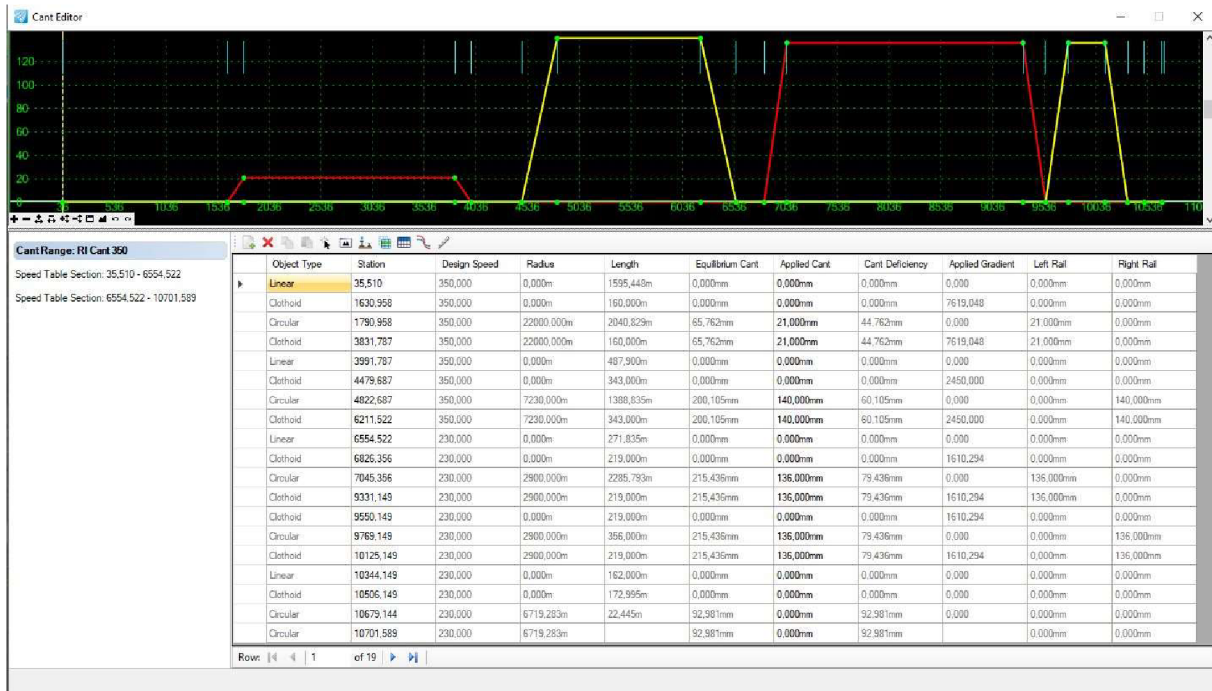 Cant Editor
120
100
80
60
40
20
0
36 536 1036 1536 2036 2536 3036 3536 4036 4536 5036 5536 6036 6536 7036 7536 8036 8536 9036 9536 10036 10536 110
Cant Range: RI Cant 350
Speed Table Section: 35,510 - 6554,522
Speed Table Section: 6554,522 - 10701,589
Object Type Station Design Speed Radius Length Equilibrium Cant Applied Cant Cant Deficiency Applied Gradient Left Rail Right Rail
Linear 35,510 350,000 0,000m 1595,448m 0,000mm 0,000mm 0,000mm 0,000 0,000mm 0,000mm
Clothoid 1630,958 350,000 0,000m 160,000m 0,000mm 0,000mm 0,000mm 7619,048 0,000mm 0,000mm
Circular 1790,958 350,000 22000,000m 2040,829m 65,762mm 21,000mm 44,762mm 0,000 21,000mm 0,000mm
Clothoid 3831,787 350,000 22000,000m 160,000m 65,762mm 21,000mm 44,762mm 7619,048 21,000mm 0,000mm
Linear 3991,787 350,000 0,000m 487,900m 0,000mm 0,000mm 0,000mm 0,000 0,000mm 0,000mm
Clothoid 4479,687 350,000 0,000m 343,000m 0,000mm 0,000mm 0,000mm 2450,000 0,000mm 0,000mm
Circular 4822,687 350,000 7230,000m 1388,835m 200,105mm 140,000mm 60,105mm 0,000 0,000mm 140,000mm
Clothoid 6211,522 350,000 7230,000m 343,000m 200,105mm 140,000mm 60,105mm 2450,000 0,000mm 140,000mm
Linear 6554,522 230,000 0,000m 271,835m 0,000mm 0,000mm 0,000mm 0,000 0,000mm 0,000mm
Clothoid 6826,356 230,000 0,000m 219,000m 0,000mm 0,000mm 0,000mm 1610,294 0,000mm 0,000mm
Circular 7045,356 230,000 2900,000m 2285,793m 215,436mm 136,000mm 79,436mm 0,000 136,000mm 0,000mm
Clothoid 9331,149 230,000 2900,000m 219,000m 215,436mm 136,000mm 79,436mm 1610,294 136,000mm 0,000mm
Clothoid 9550,149 230,000 0,000m 219,000m 0,000mm 0,000mm 0,000mm 1610,294 0,000mm 0,000mm
Circular 9769,149 230,000 2900,000m 356,000m 215,436mm 136,000mm 79,436mm 0,000 0,000mm 136,000mm
Clothoid 10125,149 230,000 2900,000m 219,000m 215,436mm 136,000mm 79,436mm 1610,294 0,000mm 136,000mm
Linear 10344,149 230,000 0,000m 162,000m 0,000mm 0,000mm 0,000mm 0,000 0,000mm 0,000mm
Clothoid 10506,149 230,000 0,000m 172,995m 0,000mm 0,000mm 0,000mm 0,000 0,000mm 0,000mm
Circular 10679,144 230,000 6719,283m 22,445m 92,981mm 0,000mm 92,981mm 0,000 0,000mm 0,000mm
Circular 10701,589 230,000 6719,283m 92,981mm 0,000mm 92,981mm 0,000mm 0,000mm
Row: 1 of 19